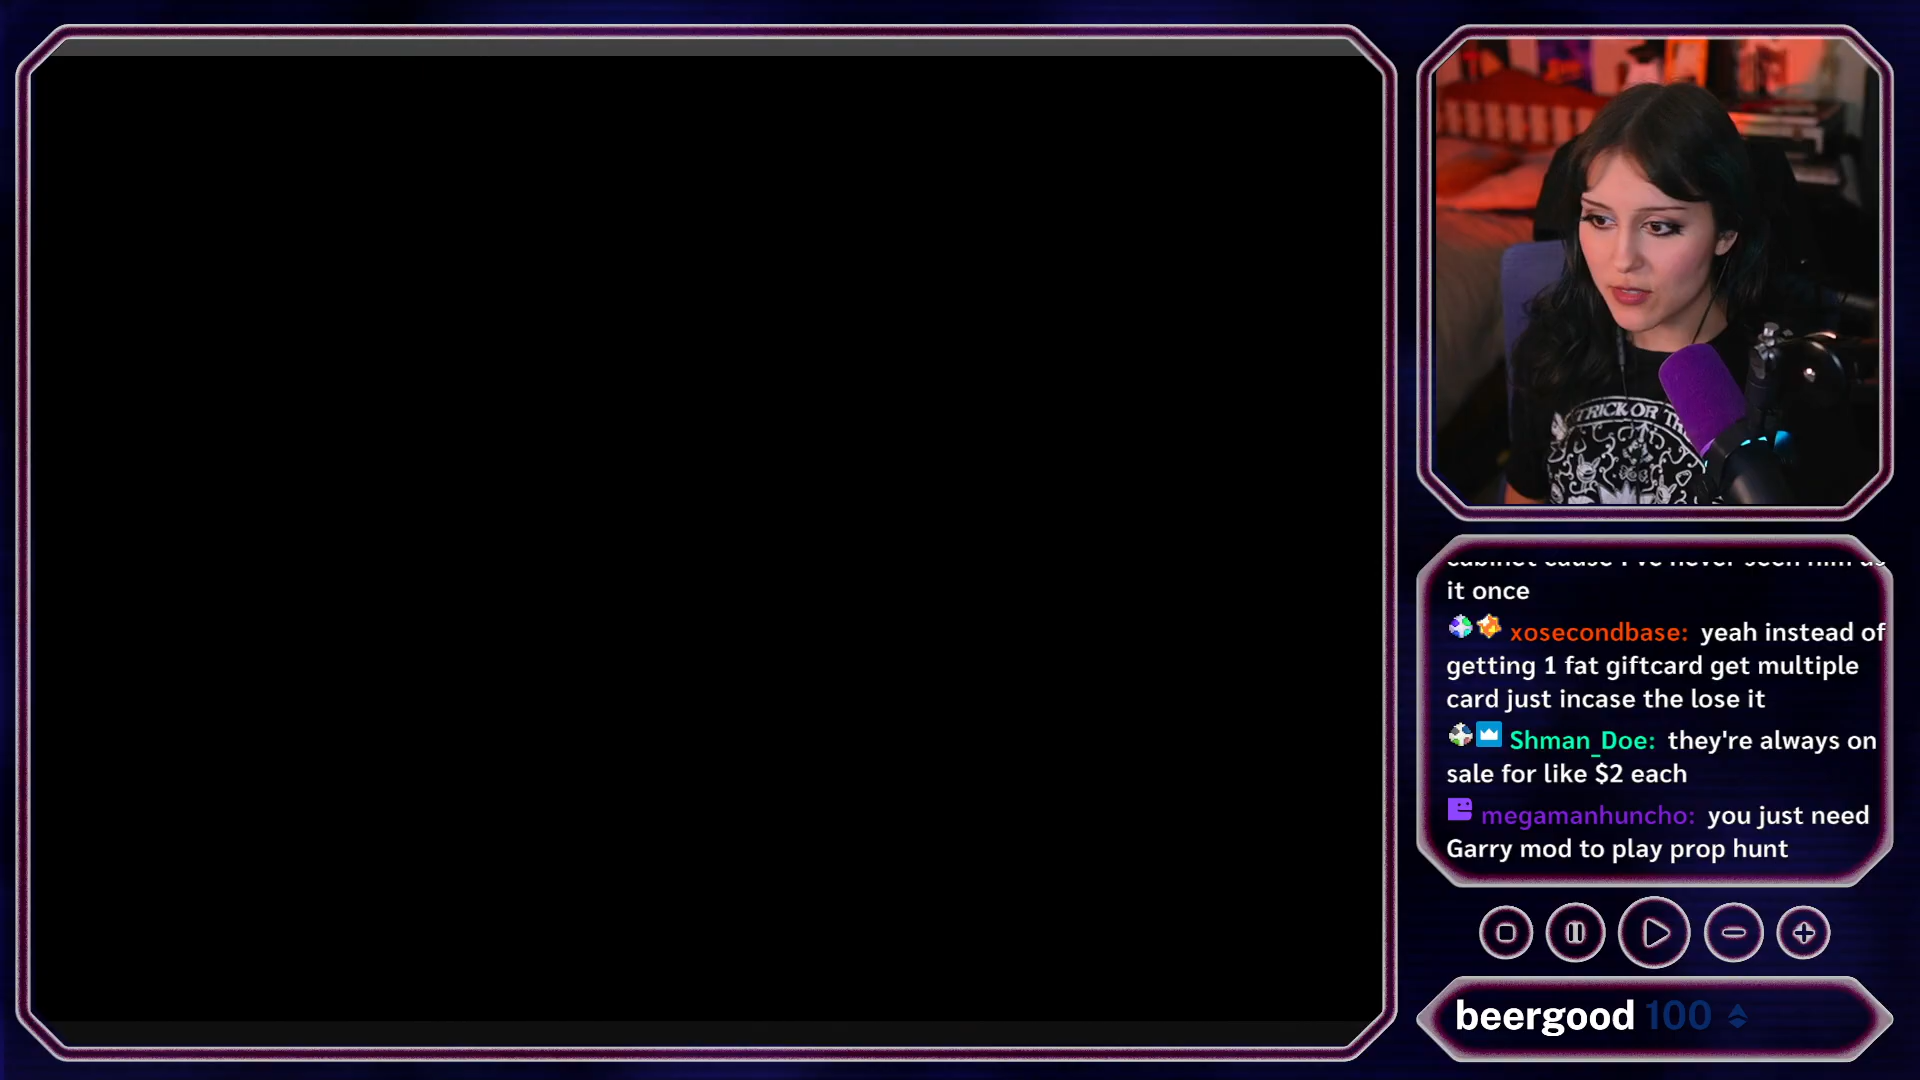 TRICK OR
it once
xosecondbase: yeah instead of
getting 1 fat giftcard get multiple
card just incase the lose it
Shman_Doe: they're always on
sale for like $2 each
megamanhuncho: you just need
Garry mod to play prop hunt
beergood 100